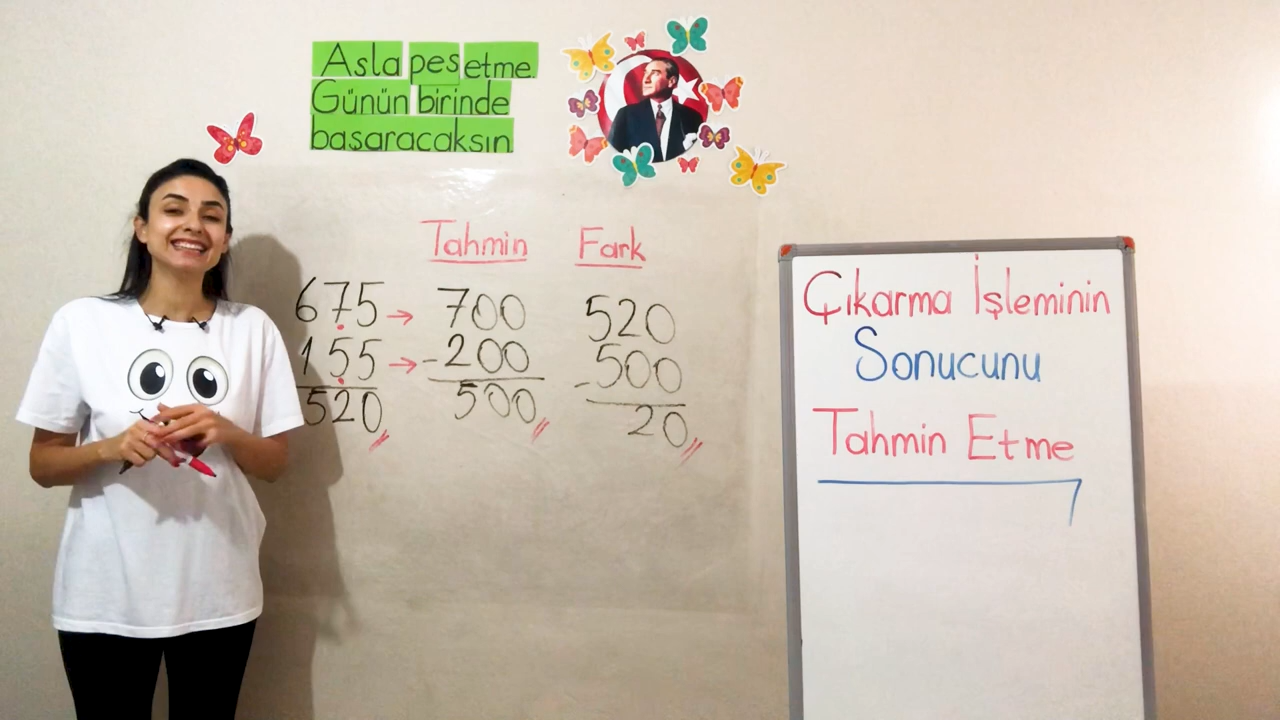 Asla pes etme.
Günün birinde
başaracaksın
Tahmin Fark
675 → 700 520
155 → -200 -500
520 500 20
Çıkarma İşleminin
Sonucunu
Tahmin Etme